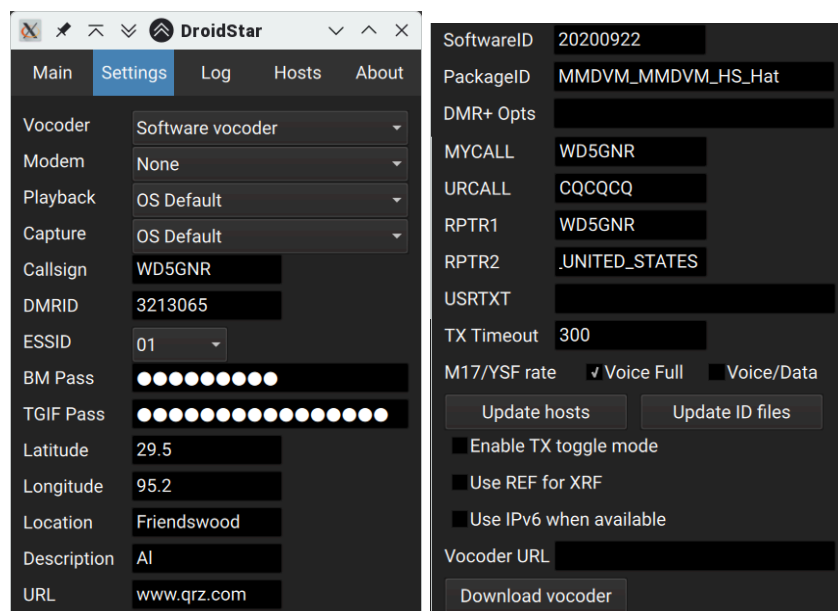 DroidStar
Main Settings Log Hosts About
Vocoder Software vocoder
Modem None
Playback OS Default
Capture OS Default
Callsign WD5GNR
DMRID 3213065
ESSID 01
BM Pass ●●●●●●●●●
TGIF Pass ●●●●●●●●●●●●●●●●
Latitude 29.5
Longitude 95.2
Location Friendswood
Description Al
URL www.qrz.com
SoftwareID 20200922
PackageID MMDVM_MMDVM_HS_Hat
DMR+ Opts
MYCALL WD5GNR
URCALL CQCQCQ
RPTR1 WD5GNR
RPTR2 _UNITED_STATES
USRTXT
TX Timeout 300
M17/YSF rate √ Voice Full Voice/Data
Update hosts Update ID files
Enable TX toggle mode
Use REF for XRF
Use IPv6 when available
Vocoder URL
Download vocoder